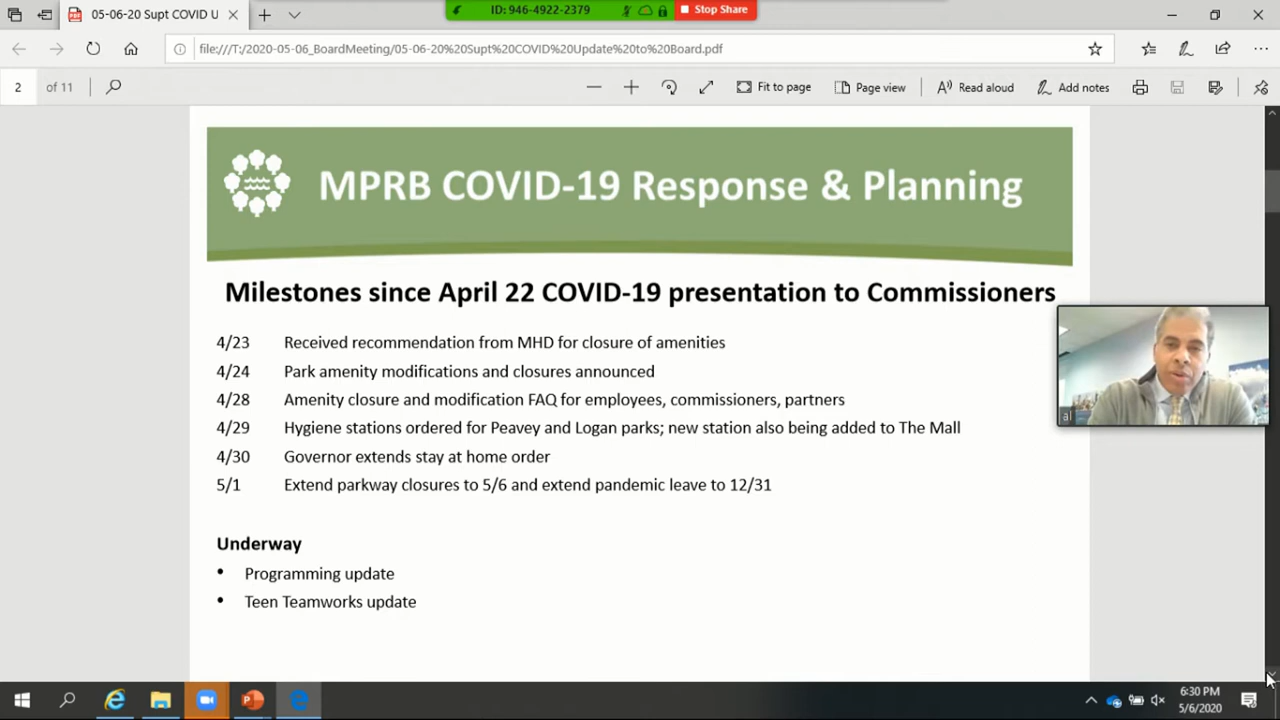 05-06-20 Supt COVID U
ID: 946-4922-2379
Stop Share
file:///T:/2020-05-06_BoardMeeting/05-06-20%20Supt%20COVID%20Update%20to%20Board.pdf
2 of 11
Fit to page
Page view
Read aloud
Add notes
MPRB COVID-19 Response & Planning
Milestones since April 22 COVID-19 presentation to Commissioners
4/23 Received recommendation from MHD for closure of amenities
4/24 Park amenity modifications and closures announced
4/28 Amenity closure and modification FAQ for employees, commissioners, partners
4/29 Hygiene stations ordered for Peavey and Logan parks; new station also being added to The Mall
4/30 Governor extends stay at home order
5/1 Extend parkway closures to 5/6 and extend pandemic leave to 12/31
al
Underway
• Programming update
• Teen Teamworks update
6:30 PM
5/6/2020